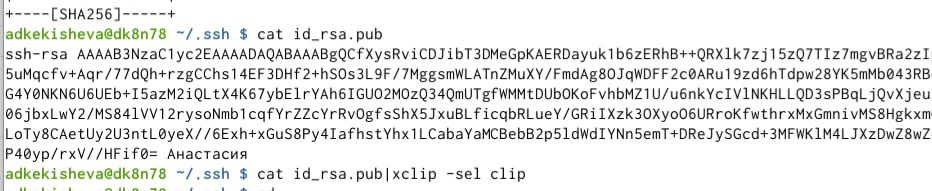 +----[SHA256]-----+
adkekisheva@dk8n78 ~/.ssh $ cat id_rsa.pub
ssh-rsa AAAAB3NzaC1yc2EAAAADAQABAAABgQCfXysRviCDJibT3DMeGpKAERDayuk1b6zERhB++QRXlk7zj15zQ7TIz7mgvBRa2zI
5uMqcfv+Aqr/77dQh+rzgCChs14EF3DHf2+hSOs3L9F/7MggsmWLATnZMuXY/FmdAg8OJqWDFF2c0ARu19zd6hTdpw28YK5mMb043RB
G4Y0NKN6U6UEb+I5azM2iQLtX4K67ybElrYAh6IGUO2MOzQ34QmUTgfWMMtDUbOKoFvhbMZ1U/u6nkYcIVlNKHLLQD3sPBqLjQvXjeu
06jbxLwY2/MS84lVV12rysoNmb1cqfYrZZcYrRvOgfsShX5JxuBLficqbRLueY/GRiIXzk3OXyoO6URroKfwthrxMxGmnivMS8Hgkxm
LoTy8CAetUy2U3ntL0yeX//6Exh+xGuS8Py4IafhstYhx1LCabaYaMCBebB2p5ldWdIYNn5emT+DReJySGcd+3MFWKlM4LJXzDwZ8wZ
P40yp/rxV//HFif0= Анастасия
adkekisheva@dk8n78 ~/.ssh $ cat id_rsa.pub|xclip -sel clip